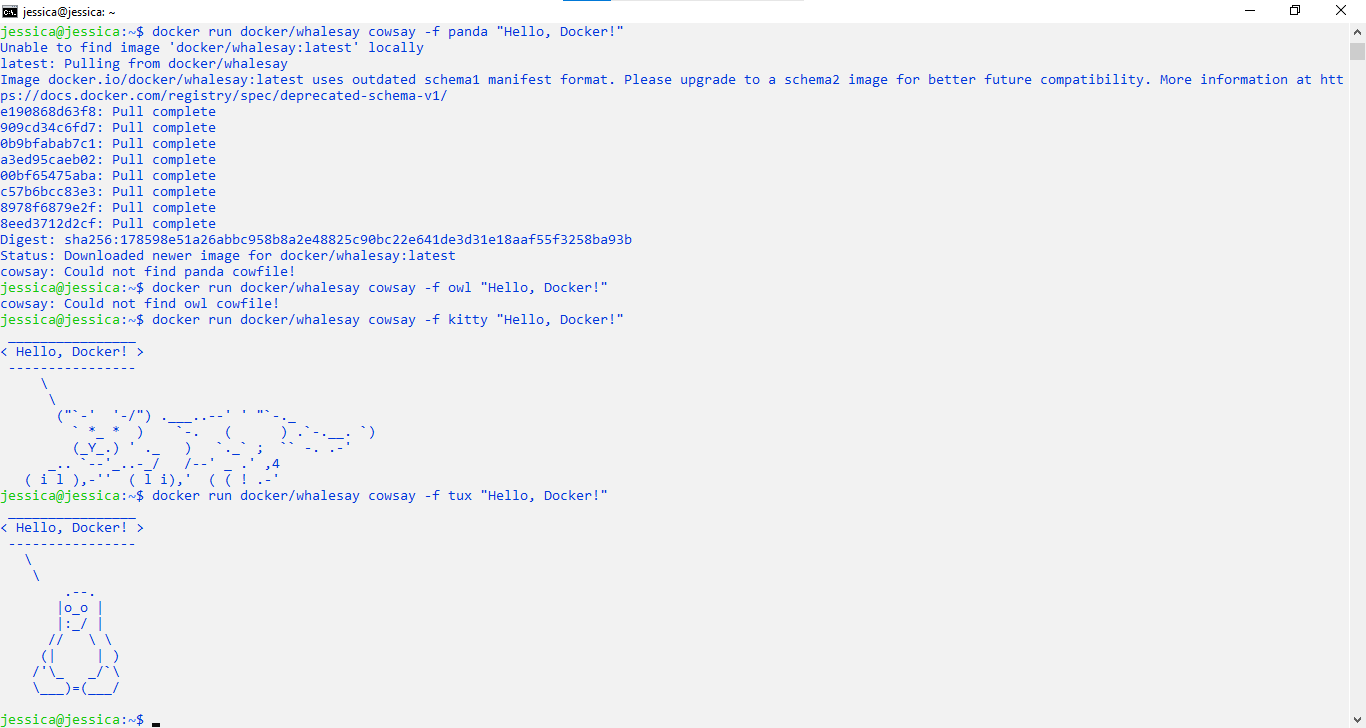 jessica@jessica: ~
jessica@jessica:~$ docker run docker/whalesay cowsay -f panda "Hello, Docker!"
Unable to find image 'docker/whalesay:latest' locally
latest: Pulling from docker/whalesay
Image docker.io/docker/whalesay:latest uses outdated schema1 manifest format. Please upgrade to a schema2 image for better future compatibility. More information at htt
ps://docs.docker.com/registry/spec/deprecated-schema-v1/
e190868d63f8: Pull complete
909cd34c6fd7: Pull complete
0b9bfabab7c1: Pull complete
a3ed95caeb02: Pull complete
00bf65475aba: Pull complete
c57b6bcc83e3: Pull complete
8978f6879e2f: Pull complete
8eed3712d2cf: Pull complete
Digest: sha256:178598e51a26abbc958b8a2e48825c90bc22e641de3d31e18aaf55f3258ba93b
Status: Downloaded newer image for docker/whalesay:latest
cowsay: Could not find panda cowfile!
jessica@jessica:~$ docker run docker/whalesay cowsay -f owl "Hello, Docker!"
cowsay: Could not find owl cowfile!
jessica@jessica:~$ docker run docker/whalesay cowsay -f kitty "Hello, Docker!"
 ________________
< Hello, Docker! >
 ----------------
     \
      \
       ("`-'  '-/") .___..--' ' "`-._
         ` *_ *  )    `-.   (      ) .`-.__. `)
         (_Y_.) ' ._   )   `._` ;  `` -. .-'
      _.. `--'_..-_/   /--' _ .' ,4
   ( i l ),-''  ( l i),'  ( ( ! .-'
jessica@jessica:~$ docker run docker/whalesay cowsay -f tux "Hello, Docker!"
 ________________
< Hello, Docker! >
 ----------------
   \
    \
        .--.
       |o_o |
       |:_/ |
      //   \ \
     (|     | )
    /'\_   _/`\
    \___)=(___/
jessica@jessica:~$